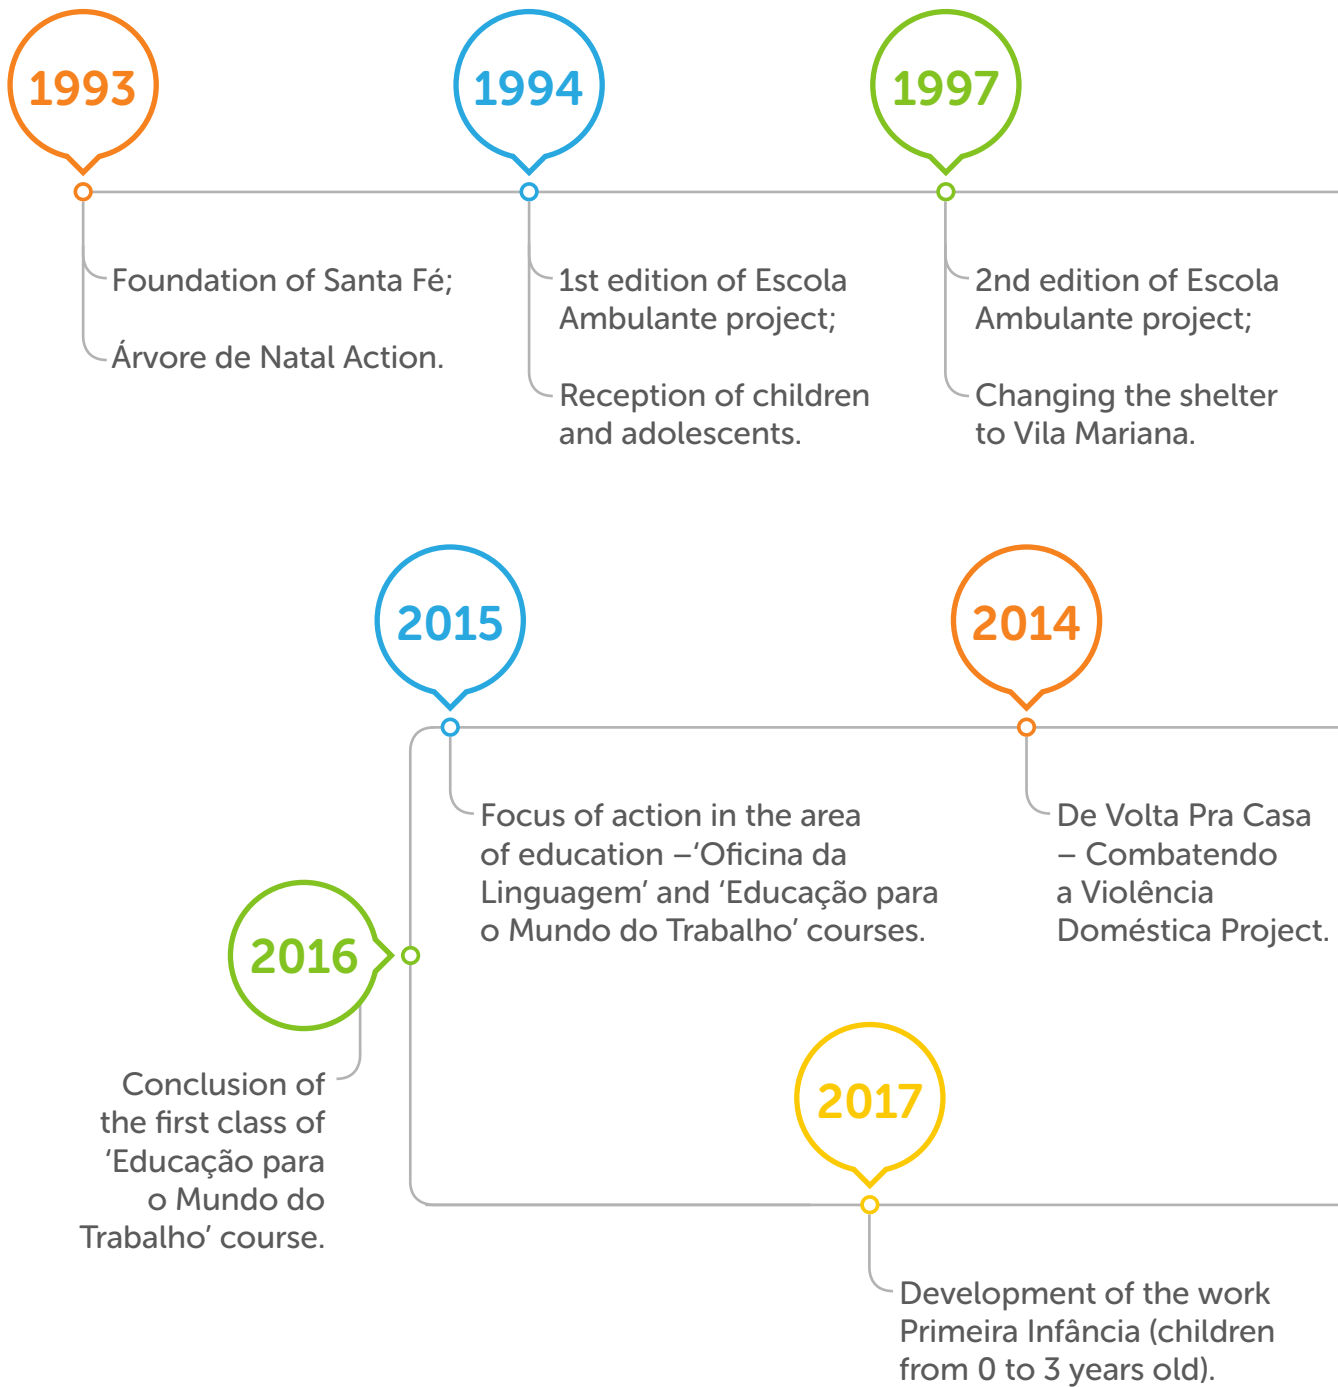 1993
Foundation of Santa Fé;
Árvore de Natal Action.
1994
1st edition of Escola
Ambulante project;
Reception of children
and adolescents.
1997
2nd edition of Escola
Ambulante project;
Changing the shelter
to Vila Mariana.
2014
De Volta Pra Casa
– Combatendo
a Violência
Doméstica Project.
2015
Focus of action in the area
of education –‘Oficina da
Linguagem’ and ‘Educação para
o Mundo do Trabalho’ courses.
2016
Conclusion of
the first class of
‘Educação para
o Mundo do
Trabalho’ course.
2017
Development of the work
Primeira Infância (children
from 0 to 3 years old).